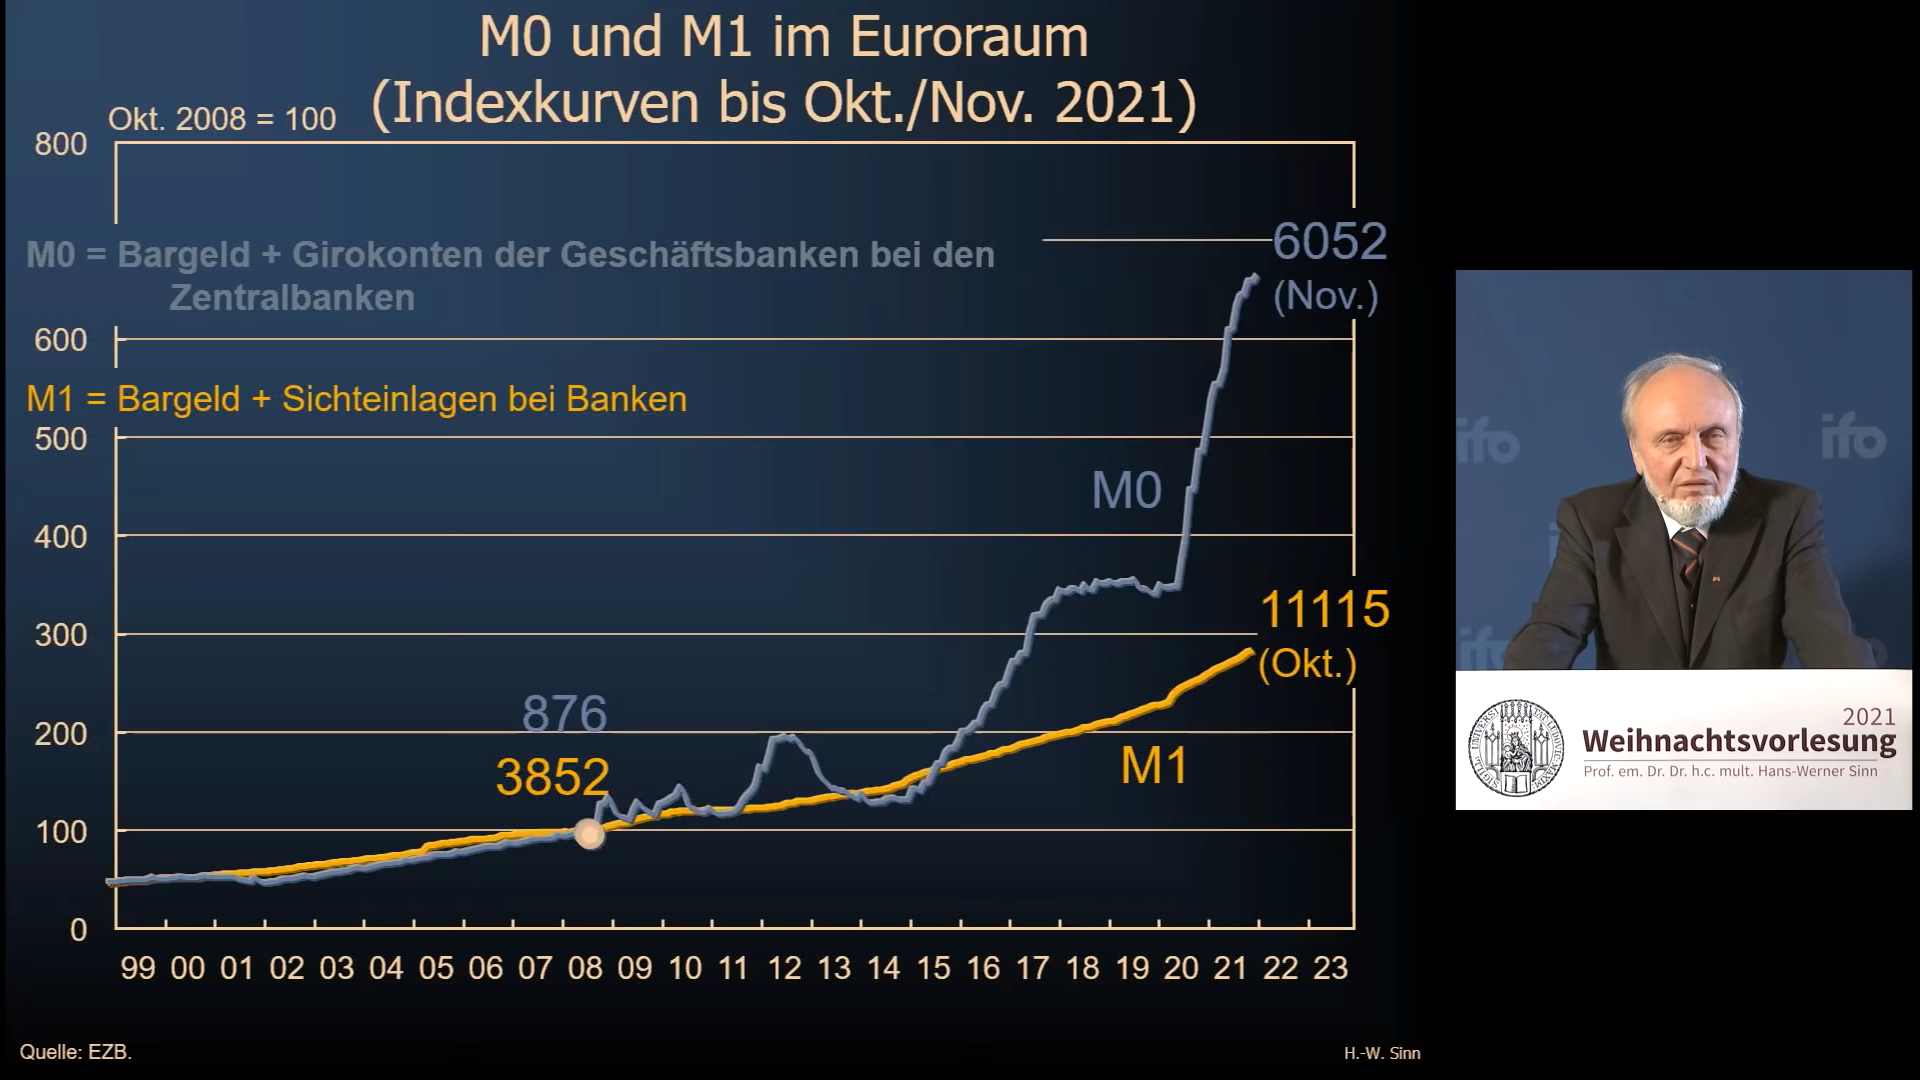 M0 und M1 im Euroraum
(Indexkurven bis Okt./Nov. 2021)
Okt. 2008 = 100
800
M0 = Bargeld + Girokonten der Geschäftsbanken bei den
Zentralbanken
6052
(Nov.)
600
M1 = Bargeld + Sichteinlagen bei Banken
500
M0
400
11115
(Okt.)
300
876
200
3852
M1
100
0
99 00 01 02 03 04 05 06 07 08 09 10 11 12 13 14 15 16 17 18 19 20 21 22 23
Quelle: EZB.
H.-W. Sinn
ifo
ifo
2021
Weihnachtsvorlesung
Prof. em. Dr. Dr. h.c. mult. Hans-Werner Sinn